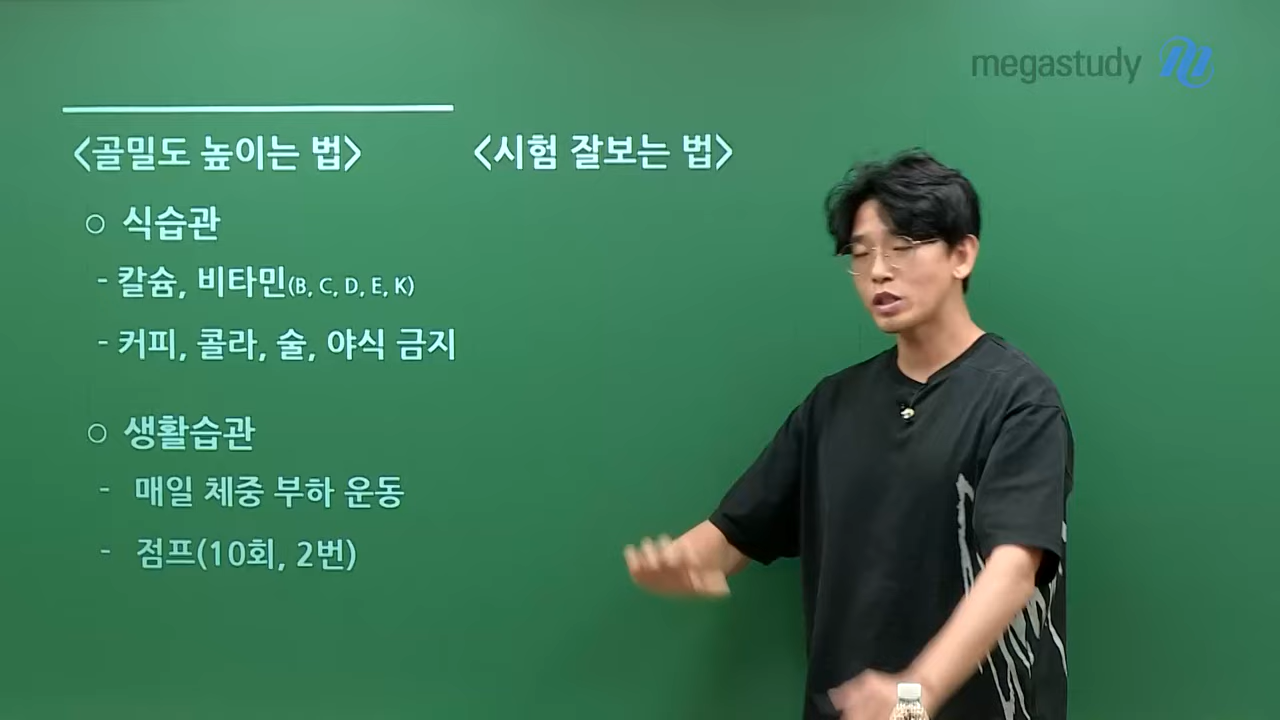 megastudy
<골밀도 높이는 법>
○ 식습관
- 칼슘, 비타민(B, C, D, E, K)
- 커피, 콜라, 술, 야식 금지
○ 생활습관
- 매일 체중 부하 운동
- 점프(10회, 2번)
<시험 잘보는 법>